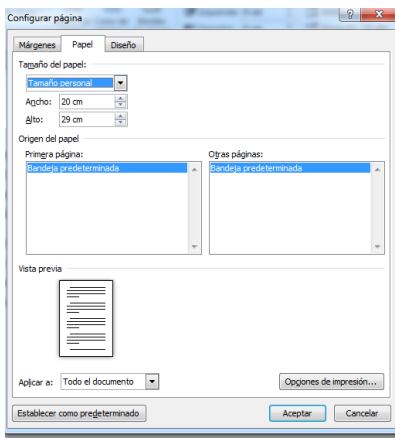 Configurar página
Márgenes Papel Diseño
Tamaño del papel:
Tamaño personal
Ancho: 20 cm
Alto: 29 cm
Origen del papel
Primera página: Otras páginas:
Bandeja predeterminada Bandeja predeterminada
Vista previa
Aplicar a: Todo el documento Opciones de impresión...
Establecer como predeterminado Aceptar Cancelar